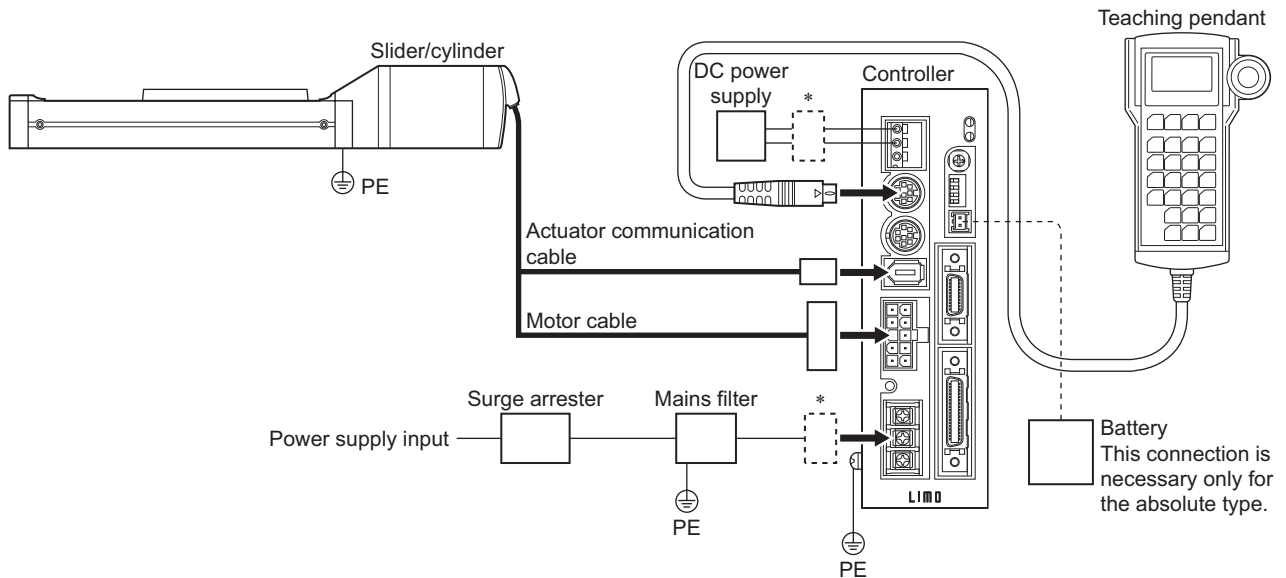 Teaching pendant
Slider/cylinder
DC power
supply
*
Controller
PE
Actuator communication
cable
Motor cable
Surge arrester
Mains filter
*
Power supply input
Battery
This connection is
necessary only for
the absolute type.
LIMO
PE
PE